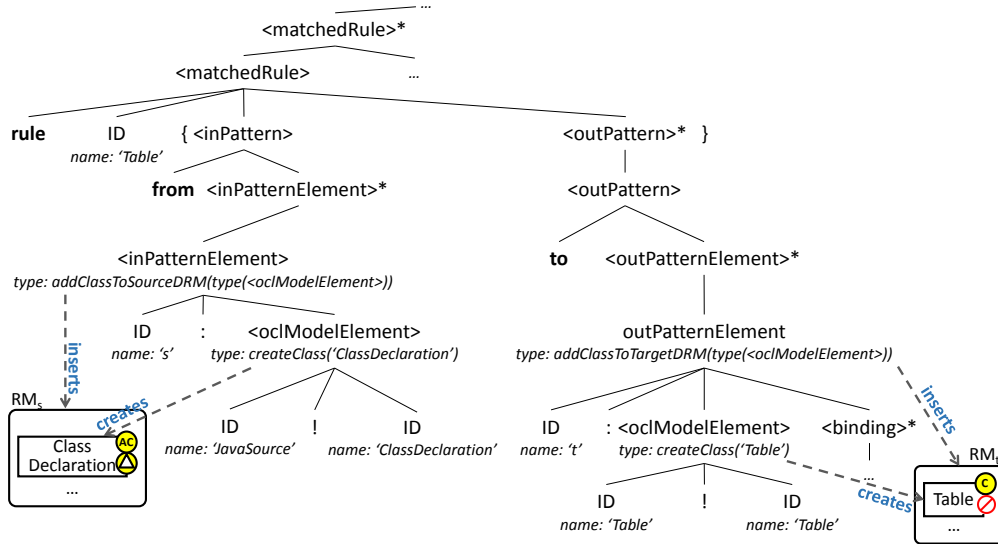 ...
<matchedRule>*
<matchedRule> ...
rule ID { <inPattern> <outPattern>* }
name: ‘Table’
from <inPatternElement>* <outPattern>
<inPatternElement> to <outPatternElement>*
type: addClassToSourceDRM(type(<oclModelElement>))
ID : <oclModelElement> outPatternElement
name: ‘s’ type: createClass(‘ClassDeclaration’) type: addClassToTargetDRM(type(<oclModelElement>))
inserts
inserts
RMs
creates
Class
Declaration
AC
...
ID ! ID ID : <oclModelElement> <binding>*
name: ‘JavaSource’ name: ‘ClassDeclaration’ name: ‘t’ type: createClass(‘Table’) ...
RMt
creates
C
Table
...
ID ! ID
name: ‘Table’ name: ‘Table’